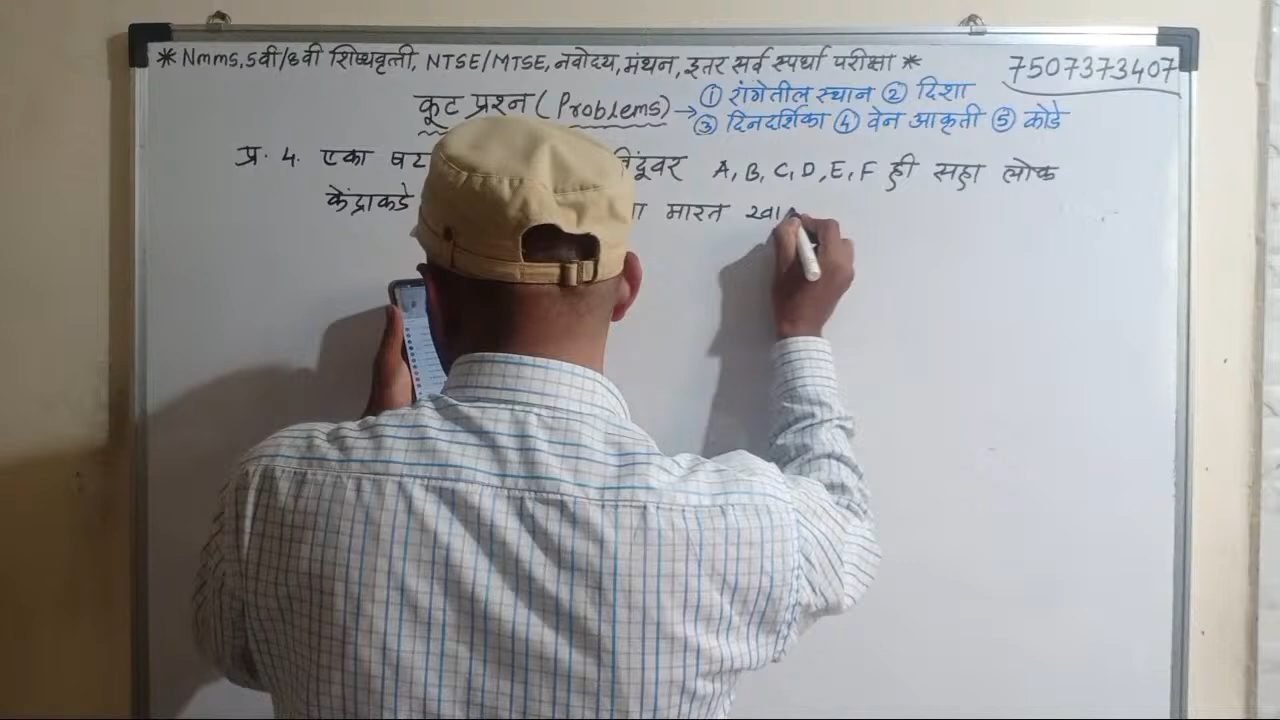 * Nmms, 5वी/8वी शिष्यवृत्ती, NTSE/MTSE, नवोदय, मंथन, इतर सर्व स्पर्धा परीक्षा *
7507373407
कूट प्रश्न (Problems) → ① रांगेतील स्थान ② दिशा
③ दिनदर्शिका ④ वेन आकृती ⑤ कोडे
प्र. 4. एका A, B, C, D, E, F ही सहा लोक
केंद्राकडे मारत